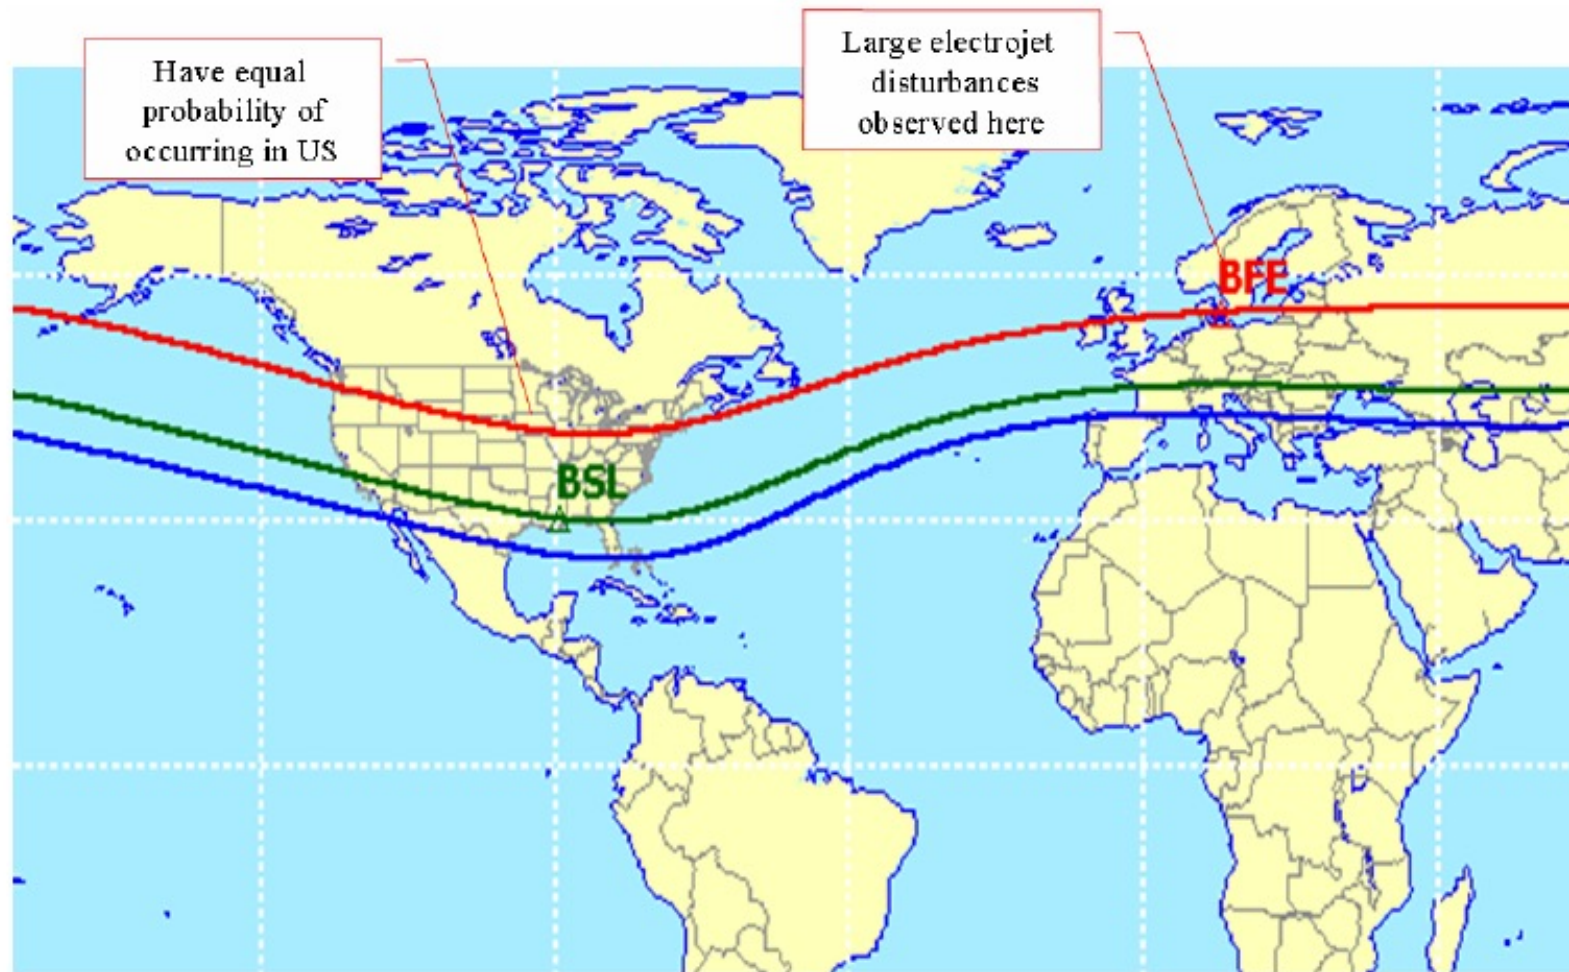 Have equal
probability of
occurring in US
Large electrojet
disturbances
observed here
BFE
BSL